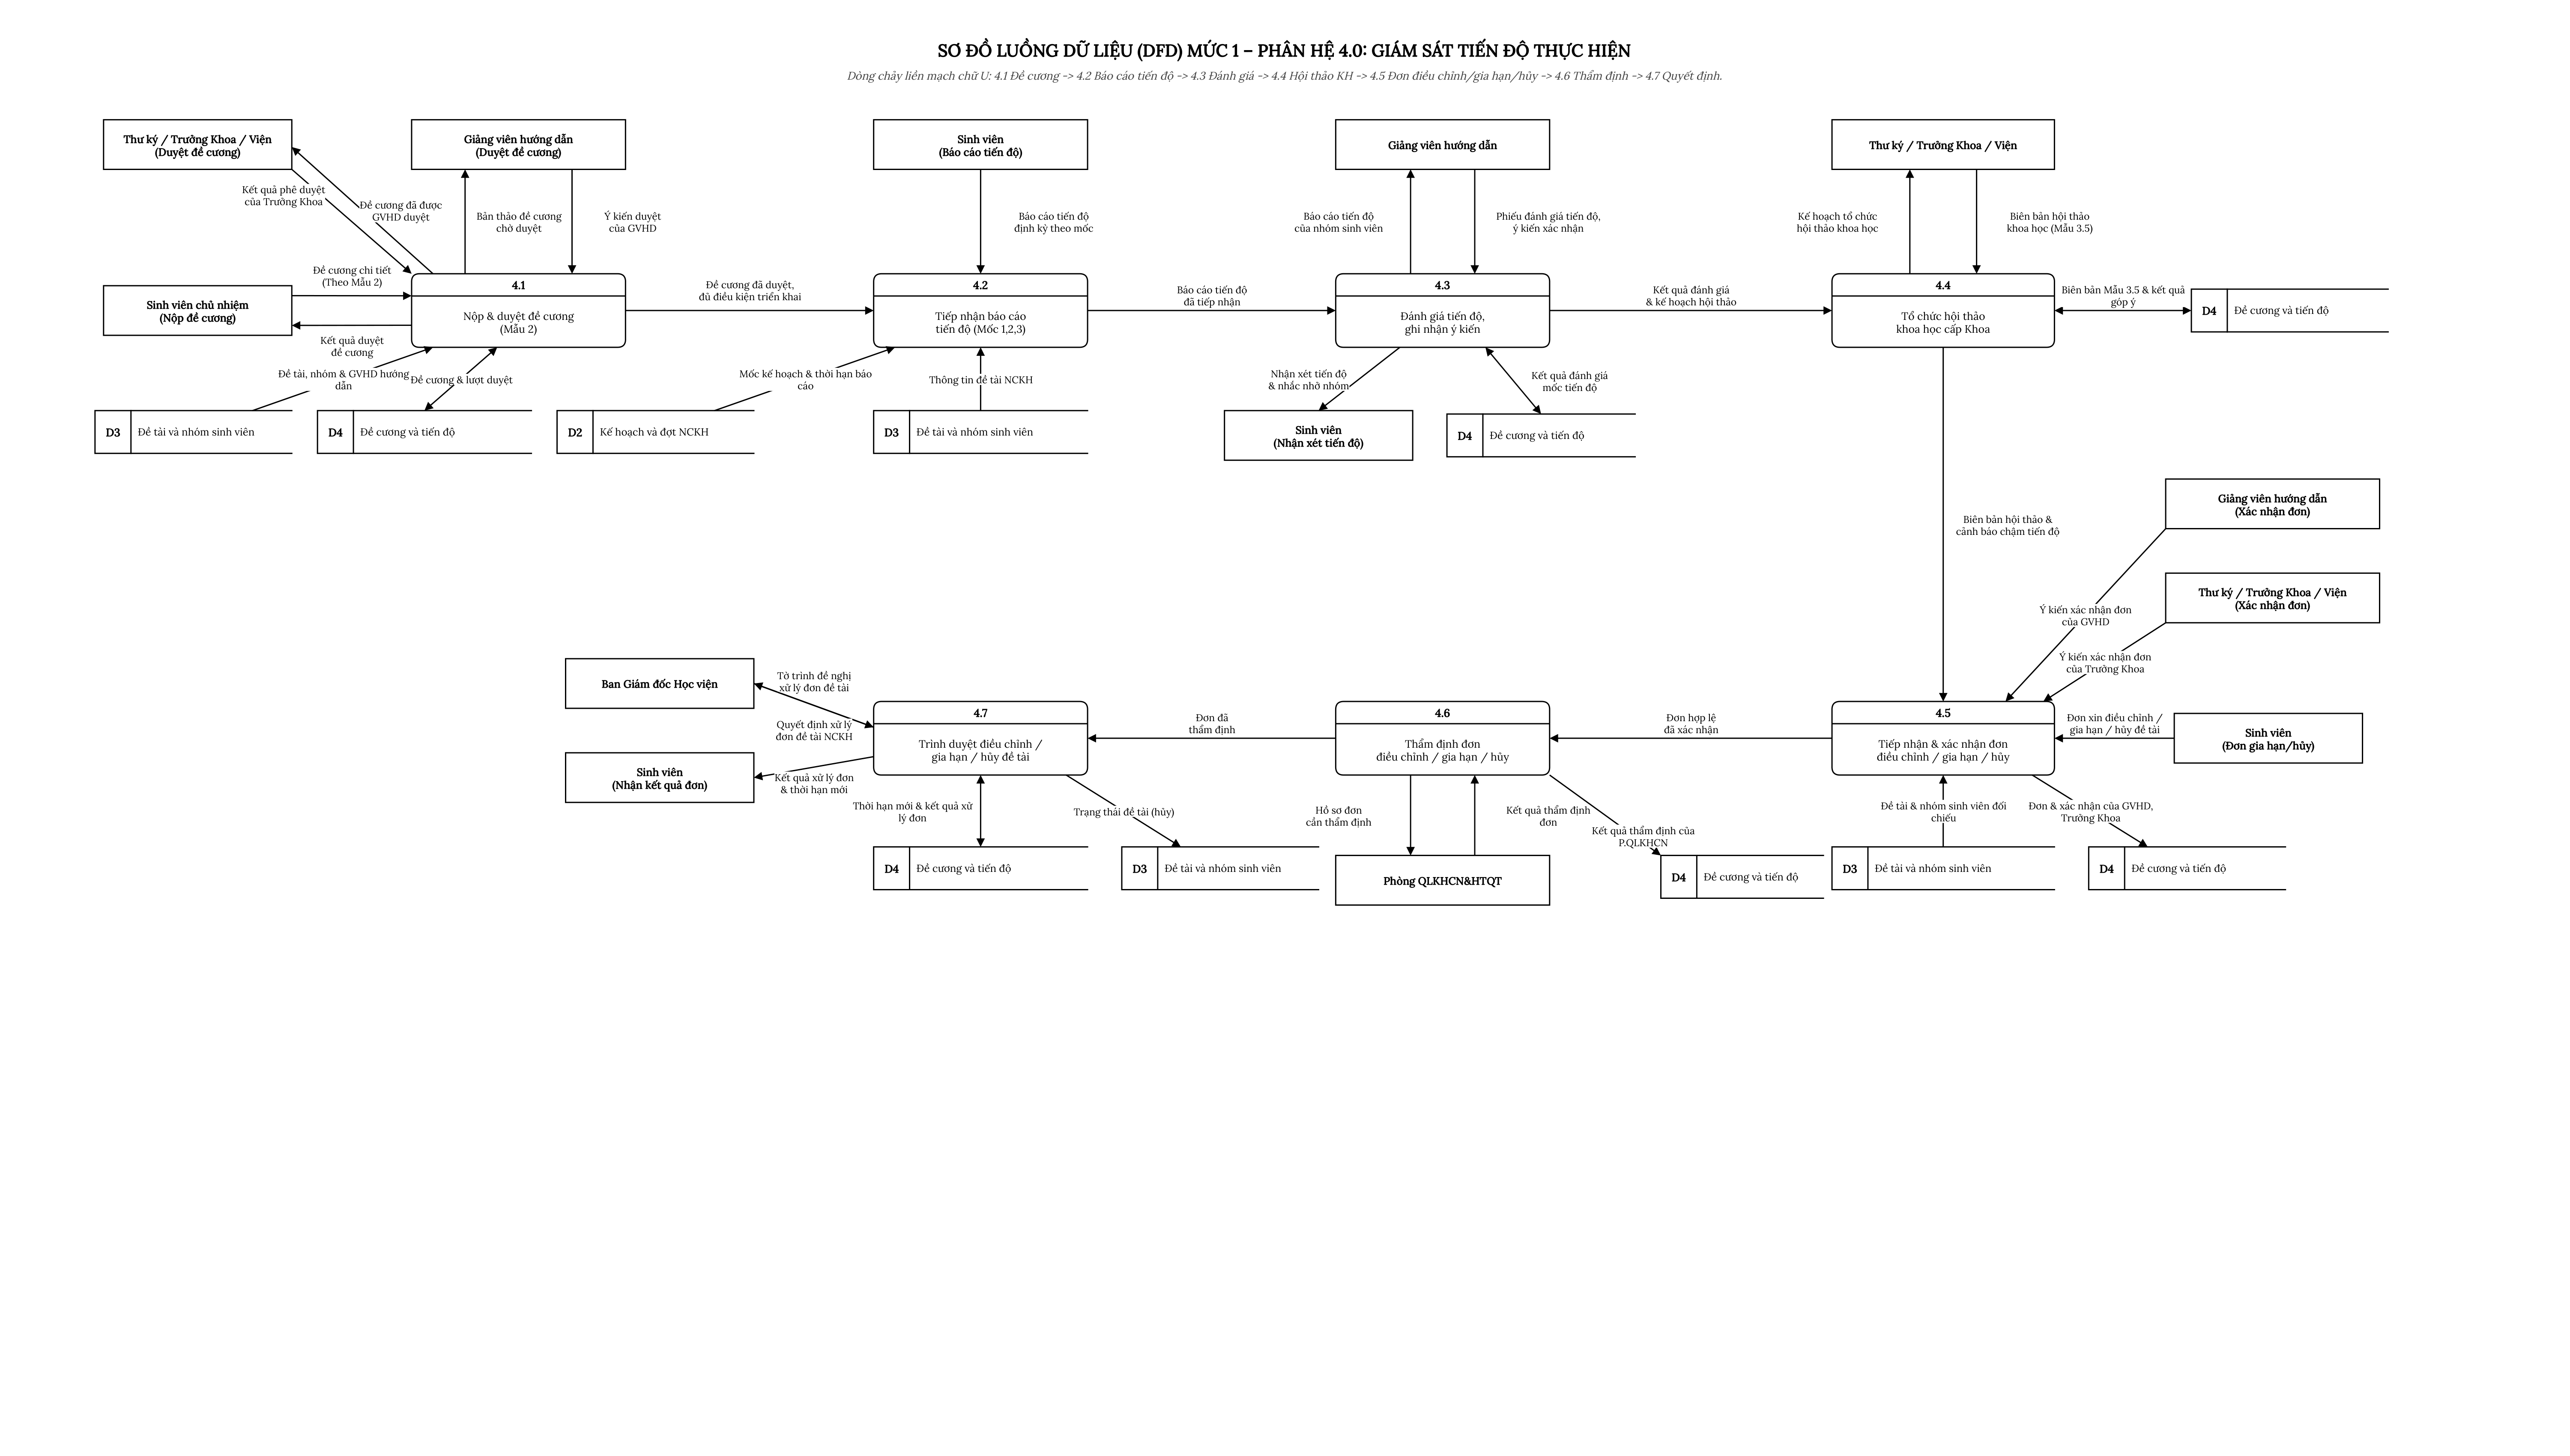 SƠ ĐỒ LUỒNG DỮ LIỆU (DFD) MỨC 1 – PHÂN HỆ 4.0: GIÁM SÁT TIẾN ĐỘ THỰC HIỆN
Dòng chảy liền mạch chữ U: 4.1 Đề cương -> 4.2 Báo cáo tiến độ -> 4.3 Đánh giá -> 4.4 Hội thảo KH -> 4.5 Đơn điều chỉnh/gia hạn/hủy -> 4.6 Thẩm định -> 4.7 Quyết định.
Thư ký / Trưởng Khoa / Viện
(Duyệt đề cương)
Giảng viên hướng dẫn
(Duyệt đề cương)
Sinh viên
(Báo cáo tiến độ)
Giảng viên hướng dẫn
Thư ký / Trưởng Khoa / Viện
Kết quả phê duyệt
của Trưởng Khoa
Đề cương đã được
GVHD duyệt
Bản thảo đề cương
chờ duyệt
Ý kiến duyệt
của GVHD
Báo cáo tiến độ
định kỳ theo mốc
Báo cáo tiến độ
của nhóm sinh viên
Phiếu đánh giá tiến độ,
ý kiến xác nhận
Kế hoạch tổ chức
hội thảo khoa học
Biên bản hội thảo
khoa học (Mẫu 3.5)
Sinh viên chủ nhiệm
(Nộp đề cương)
Đề cương chi tiết
(Theo Mẫu 2)
4.1
Nộp & duyệt đề cương
(Mẫu 2)
Đề cương đã duyệt,
đủ điều kiện triển khai
4.2
Tiếp nhận báo cáo
tiến độ (Mốc 1,2,3)
Báo cáo tiến độ
đã tiếp nhận
4.3
Đánh giá tiến độ,
ghi nhận ý kiến
Kết quả đánh giá
& kế hoạch hội thảo
4.4
Tổ chức hội thảo
khoa học cấp Khoa
Biên bản Mẫu 3.5 & kết quả
góp ý
D4
Đề cương và tiến độ
Kết quả duyệt
đề cương
Đề tài, nhóm & GVHD hướng
dẫn
Đề cương & lượt duyệt
Mốc kế hoạch & thời hạn báo
cáo
Thông tin đề tài NCKH
Nhận xét tiến độ
& nhắc nhở nhóm
Kết quả đánh giá
mốc tiến độ
D3
Đề tài và nhóm sinh viên
D4
Đề cương và tiến độ
D2
Kế hoạch và đợt NCKH
D3
Đề tài và nhóm sinh viên
Sinh viên
(Nhận xét tiến độ)
D4
Đề cương và tiến độ
Biên bản hội thảo &
cảnh báo chậm tiến độ
Giảng viên hướng dẫn
(Xác nhận đơn)
Thư ký / Trưởng Khoa / Viện
(Xác nhận đơn)
Ý kiến xác nhận đơn
của GVHD
Ý kiến xác nhận đơn
của Trưởng Khoa
Ban Giám đốc Học viện
Tờ trình đề nghị
xử lý đơn đề tài
Quyết định xử lý
đơn đề tài NCKH
4.7
Trình duyệt điều chỉnh /
gia hạn / hủy đề tài
Đơn đã
thẩm định
4.6
Thẩm định đơn
điều chỉnh / gia hạn / hủy
Đơn hợp lệ
đã xác nhận
4.5
Tiếp nhận & xác nhận đơn
điều chỉnh / gia hạn / hủy
Đơn xin điều chỉnh /
gia hạn / hủy đề tài
Sinh viên
(Đơn gia hạn/hủy)
Sinh viên
(Nhận kết quả đơn)
Kết quả xử lý đơn
& thời hạn mới
Thời hạn mới & kết quả xử
lý đơn
Trạng thái đề tài (hủy)
Hồ sơ đơn
cần thẩm định
Kết quả thẩm định
đơn
Kết quả thẩm định của
P.QLKHCN
Đề tài & nhóm sinh viên đối
chiếu
Đơn & xác nhận của GVHD,
Trưởng Khoa
D4
Đề cương và tiến độ
D3
Đề tài và nhóm sinh viên
Phòng QLKHCN&HTQT
D4
Đề cương và tiến độ
D3
Đề tài và nhóm sinh viên
D4
Đề cương và tiến độ